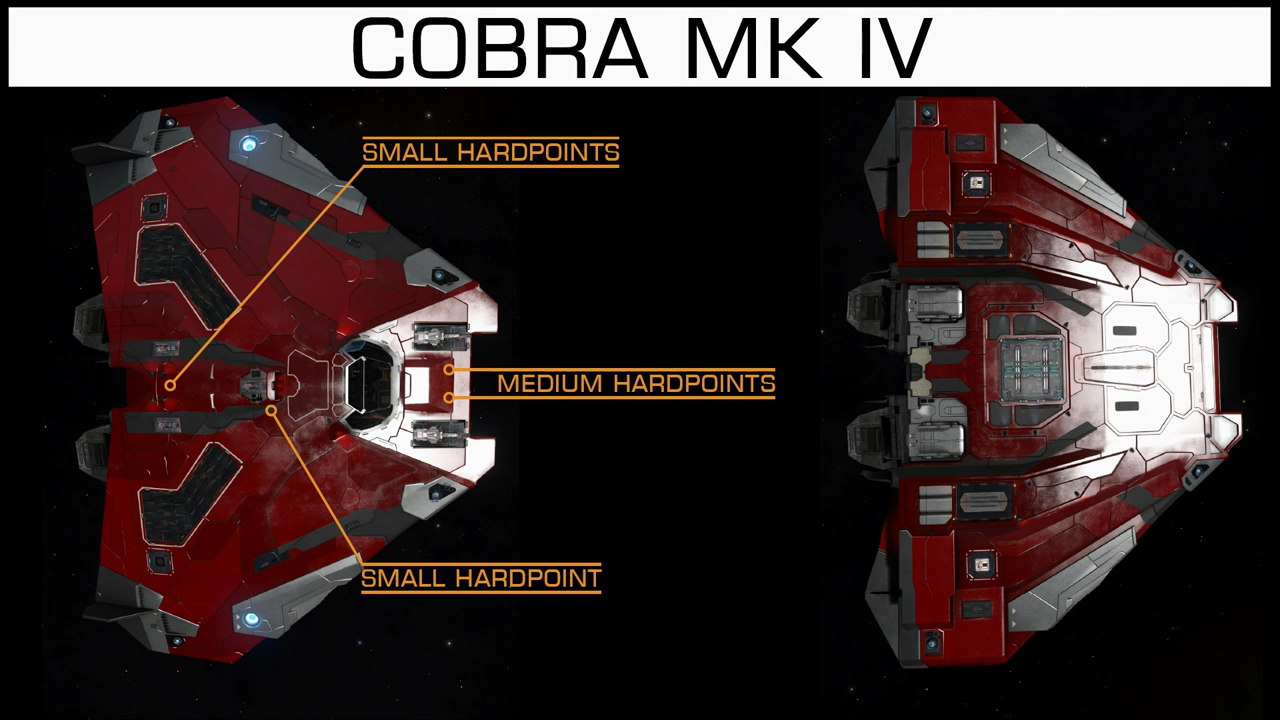 COBRA MK IV
SMALL HARDPOINTS
MEDIUM HARDPOINTS
SMALL HARDPOINT